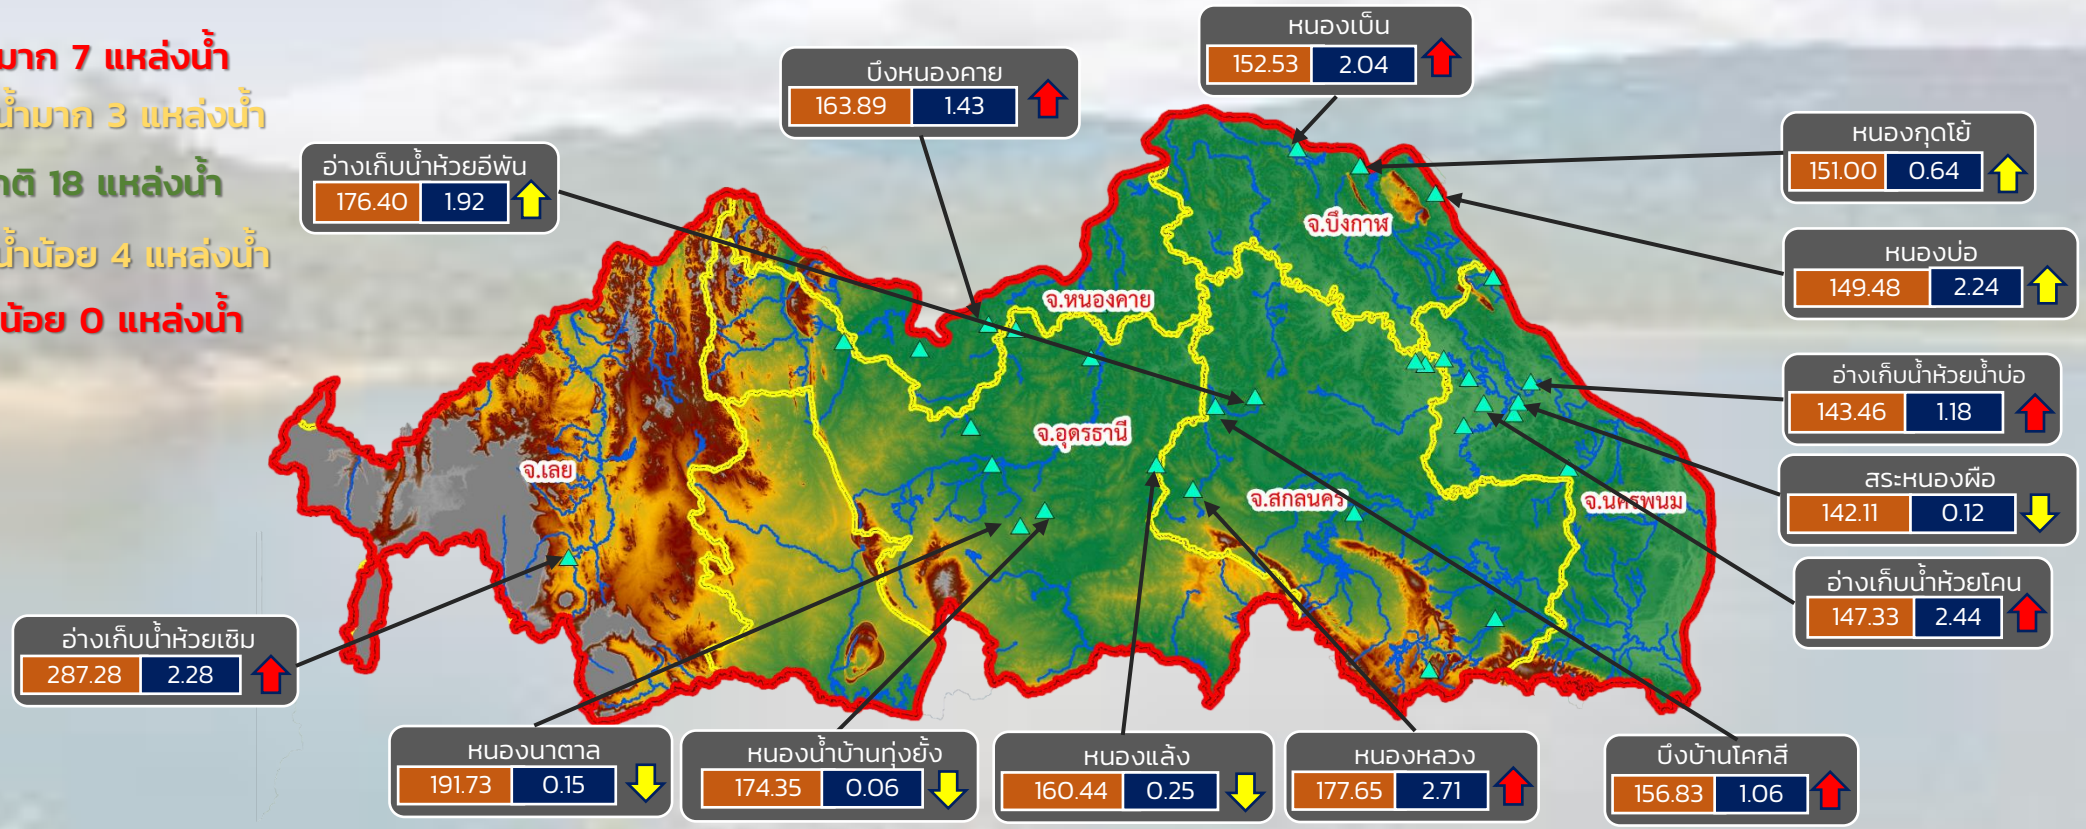 มาก 7 แหล่งน้ำ
น้ำมาก 3 แหล่งน้ำ
18 แหล่งน้ำ
น้ำน้อย 4 แหล่งน้ำ
น้อย 0 แหล่งน้ำ
หนองเบ็น
152.53 2.04
บึงหนองคาย
163.89 1.43
หนองกุดโย้
151.00 0.64
อ่างเก็บน้ำห้วยอีพัน
176.40 1.92
จ.บึงกาฬ
หนองบ่อ
149.48 2.24
จ.หนองคาย
อ่างเก็บน้ำห้วยน้ำบ่อ
143.46 1.18
จ.อุดรธานี
จ.เลย
จ.สกลนคร
จ.นครพนม
สระหนองผือ
142.11 0.12
อ่างเก็บน้ำห้วยโคน
147.33 2.44
อ่างเก็บน้ำห้วยเซิม
287.28 2.28
หนองนาตาล
191.73 0.15
หนองน้ำบ้านทุ่งยั้ง
174.35 0.06
หนองแล้ง
160.44 0.25
หนองหลวง
177.65 2.71
บึงบ้านโคกสี
156.83 1.06